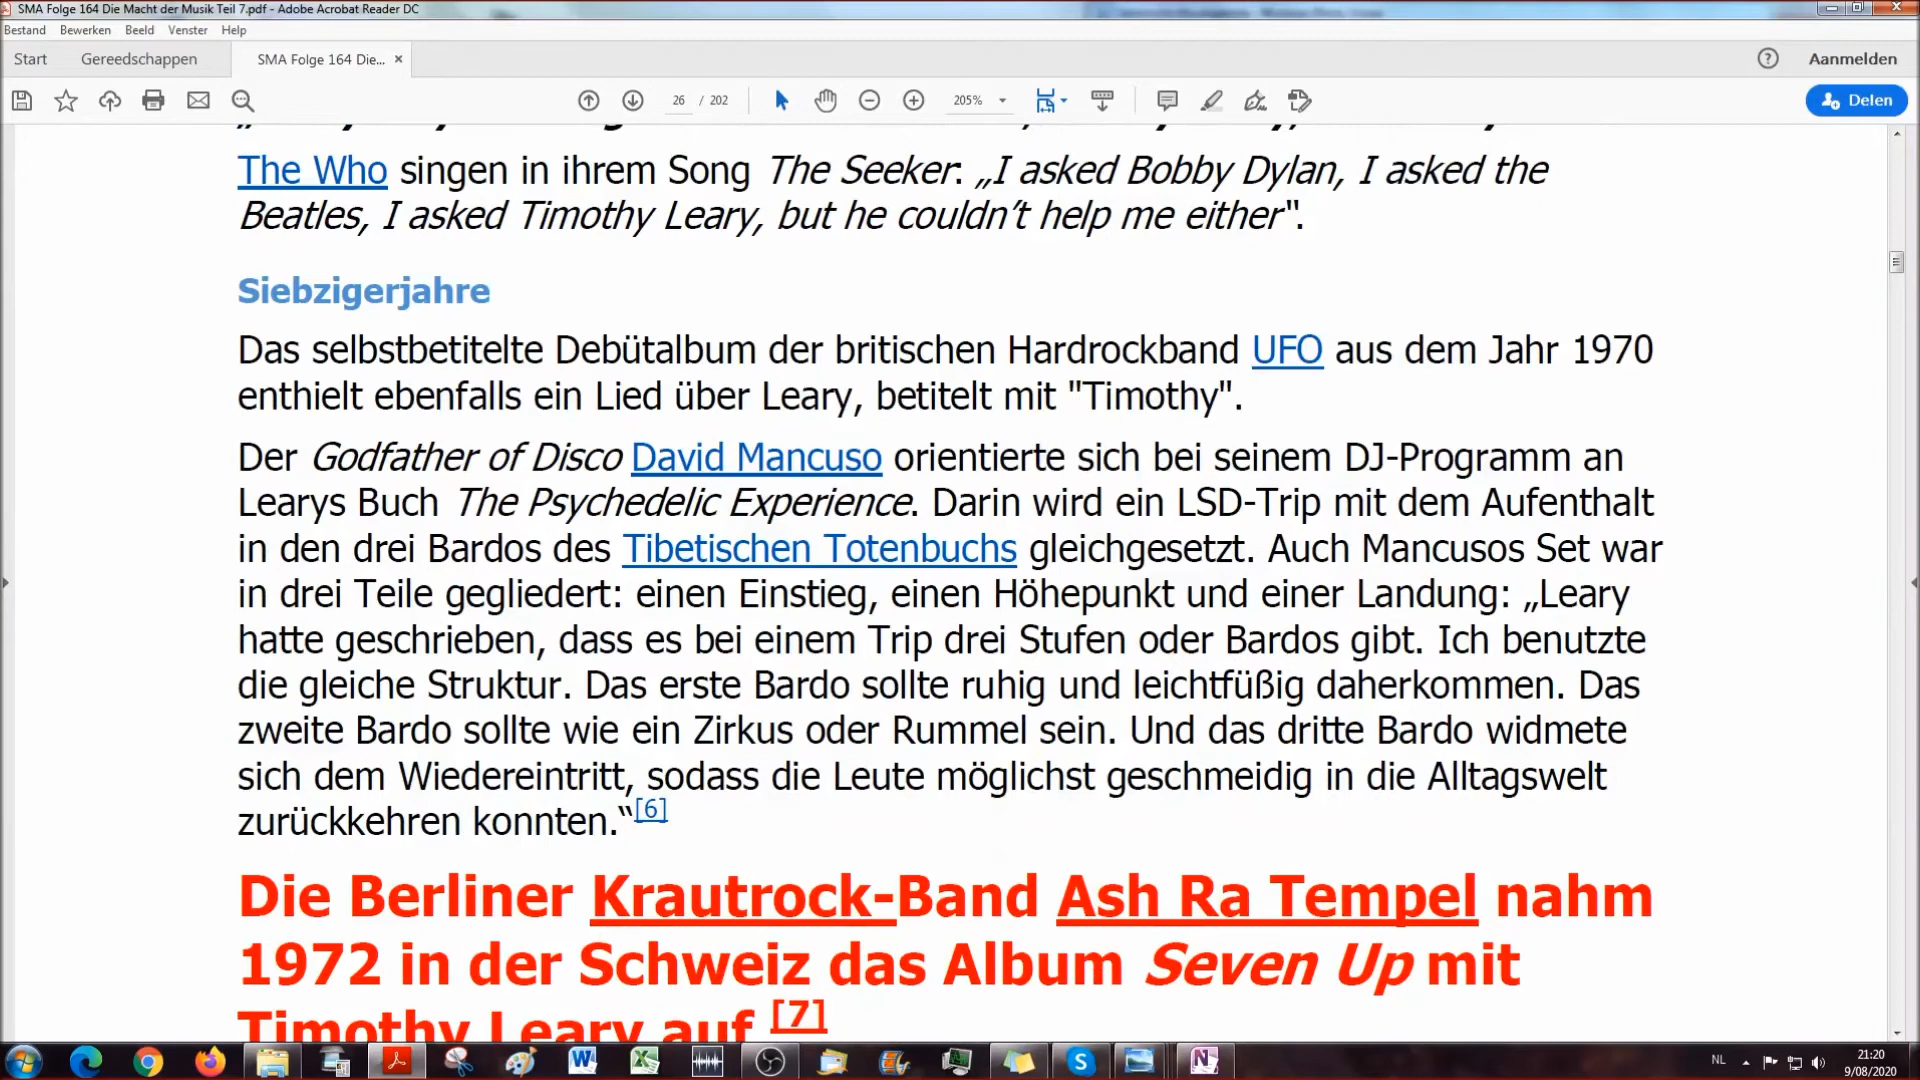 SMA Folge 164 Die Macht der Musik Teil 7.pdf - Adobe Acrobat Reader DC
Bestand Bewerken Beeld Venster Help
Start Gereedschappen SMA Folge 164 Die... × Aanmelden
26 / 202 205% Delen
The Who singen in ihrem Song The Seeker: „I asked Bobby Dylan, I asked the
Beatles, I asked Timothy Leary, but he couldn’t help me either“.
Siebzigerjahre
Das selbstbetitelte Debütalbum der britischen Hardrockband UFO aus dem Jahr 1970
enthielt ebenfalls ein Lied über Leary, betitelt mit "Timothy".
Der Godfather of Disco David Mancuso orientierte sich bei seinem DJ-Programm an
Learys Buch The Psychedelic Experience. Darin wird ein LSD-Trip mit dem Aufenthalt
in den drei Bardos des Tibetischen Totenbuchs gleichgesetzt. Auch Mancusos Set war
in drei Teile gegliedert: einen Einstieg, einen Höhepunkt und einer Landung: „Leary
hatte geschrieben, dass es bei einem Trip drei Stufen oder Bardos gibt. Ich benutzte
die gleiche Struktur. Das erste Bardo sollte ruhig und leichtfüßig daherkommen. Das
zweite Bardo sollte wie ein Zirkus oder Rummel sein. Und das dritte Bardo widmete
sich dem Wiedereintritt, sodass die Leute möglichst geschmeidig in die Alltagswelt
zurückkehren konnten.“[6]
Die Berliner Krautrock-Band Ash Ra Tempel nahm
1972 in der Schweiz das Album Seven Up mit
Timothy Leary auf [7]
NL 21:20
9/08/2020